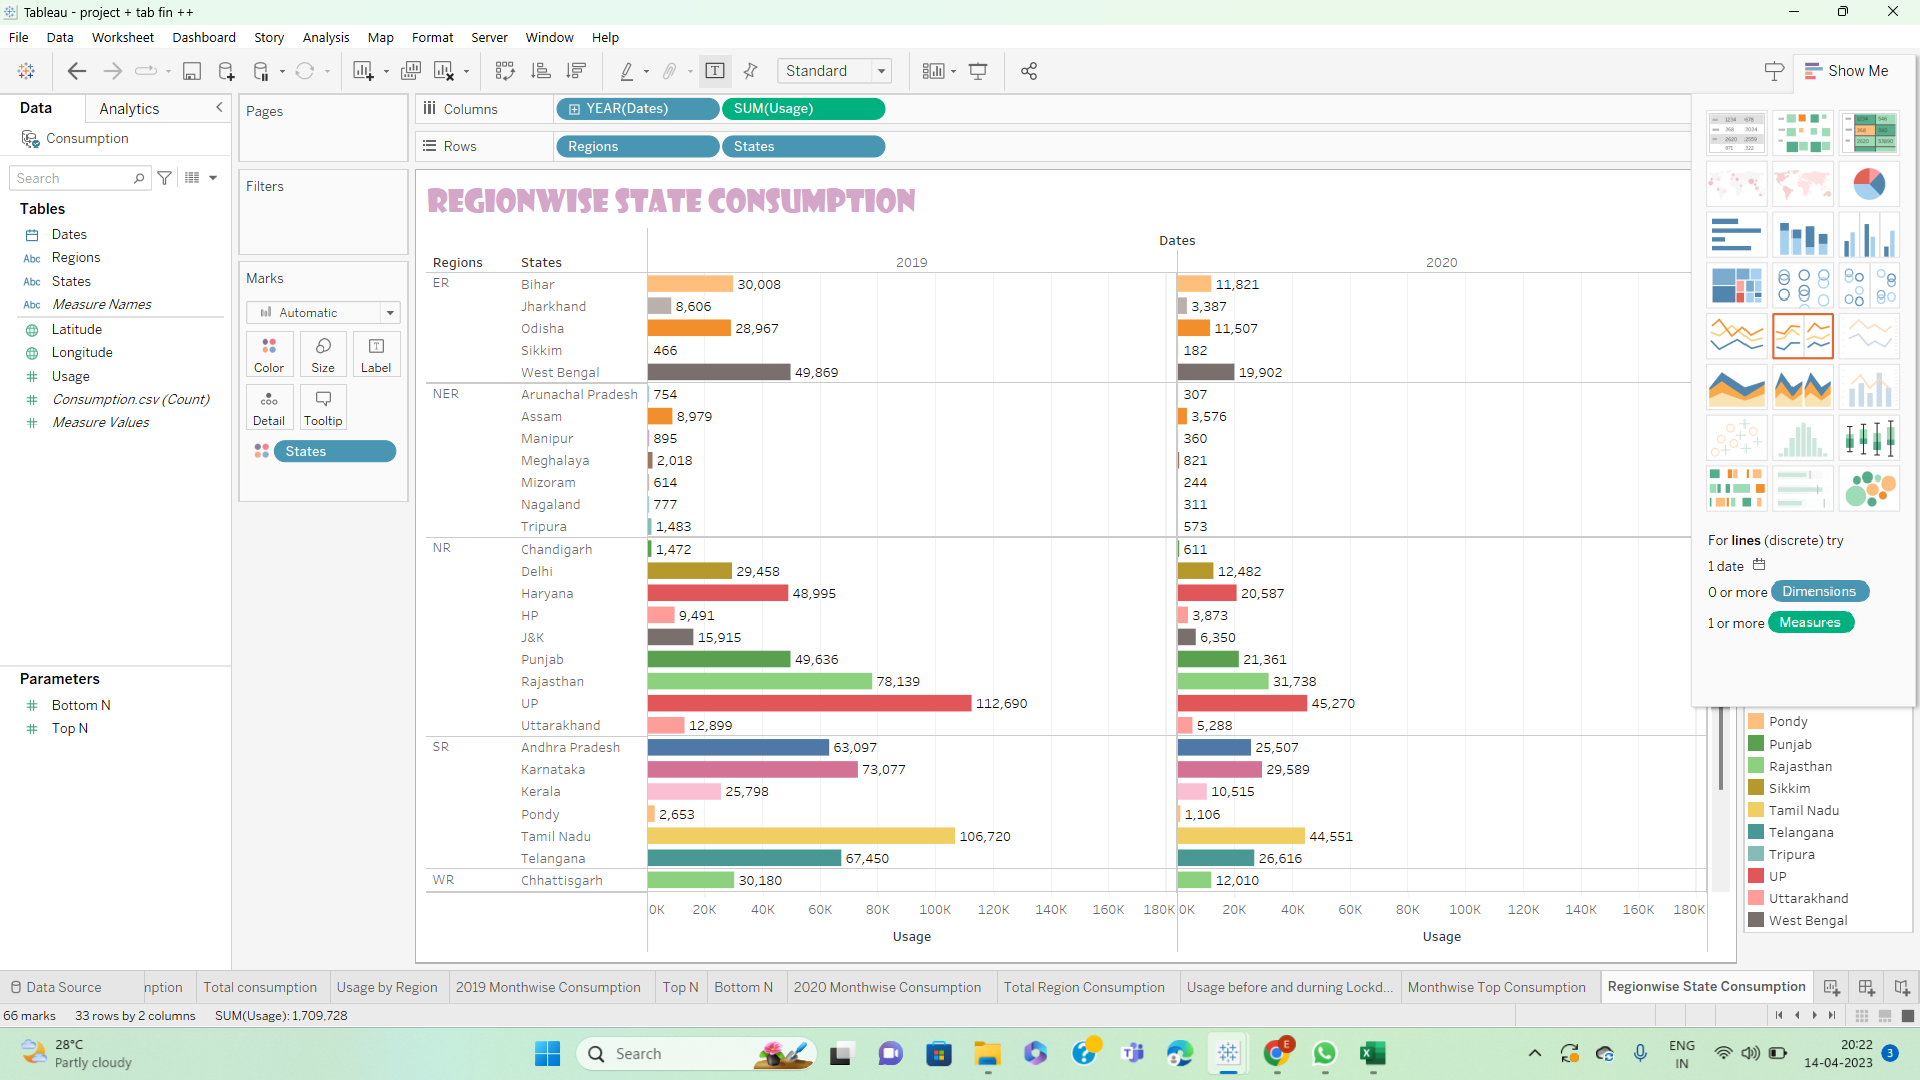 Tableau - project + tab fin ++
File Data Worksheet Dashboard Story Analysis Map Format Server Window Help
Standard
Show Me
Data Analytics
Consumption
Search
Tables
Dates
Regions
States
Measure Names
Latitude
Longitude
Usage
Consumption.csv (Count)
Measure Values
Parameters
Bottom N
Top N
Pages
Filters
Marks
Automatic
Color Size Label
Detail Tooltip
States
Columns YEAR(Dates) SUM(Usage)
Rows Regions States
REGIONWISE STATE CONSUMPTION
Dates
Regions States 2019 2020
ER Bihar 30,008 11,821
Jharkhand 8,606 3,387
Odisha 28,967 11,507
Sikkim 466 182
West Bengal 49,869 19,902
NER Arunachal Pradesh 754 307
Assam 8,979 3,576
Manipur 895 360
Meghalaya 2,018 821
Mizoram 614 244
Nagaland 777 311
Tripura 1,483 573
NR Chandigarh 1,472 611
Delhi 29,458 12,482
Haryana 48,995 20,587
HP 9,491 3,873
J&K 15,915 6,350
Punjab 49,636 21,361
Rajasthan 78,139 31,738
UP 112,690 45,270
Uttarakhand 12,899 5,288
SR Andhra Pradesh 63,097 25,507
Karnataka 73,077 29,589
Kerala 25,798 10,515
Pondy 2,653 1,106
Tamil Nadu 106,720 44,551
Telangana 67,450 26,616
WR Chhattisgarh 30,180 12,010
0K 20K 40K 60K 80K 100K 120K 140K 160K 180K 0K 20K 40K 60K 80K 100K 120K 140K 160K 180K
Usage Usage
For lines (discrete) try
1 date
0 or more Dimensions
1 or more Measures
Pondy
Punjab
Rajasthan
Sikkim
Tamil Nadu
Telangana
Tripura
UP
Uttarakhand
West Bengal
Data Source mption Total consumption Usage by Region 2019 Monthwise Consumption Top N Bottom N 2020 Monthwise Consumption Total Region Consumption Usage before and durning Lockd... Monthwise Top Consumption Regionwise State Consumption
66 marks 33 rows by 2 columns SUM(Usage): 1,709,728
28°C
Partly cloudy
Search
ENG
IN
20:22
14-04-2023
3